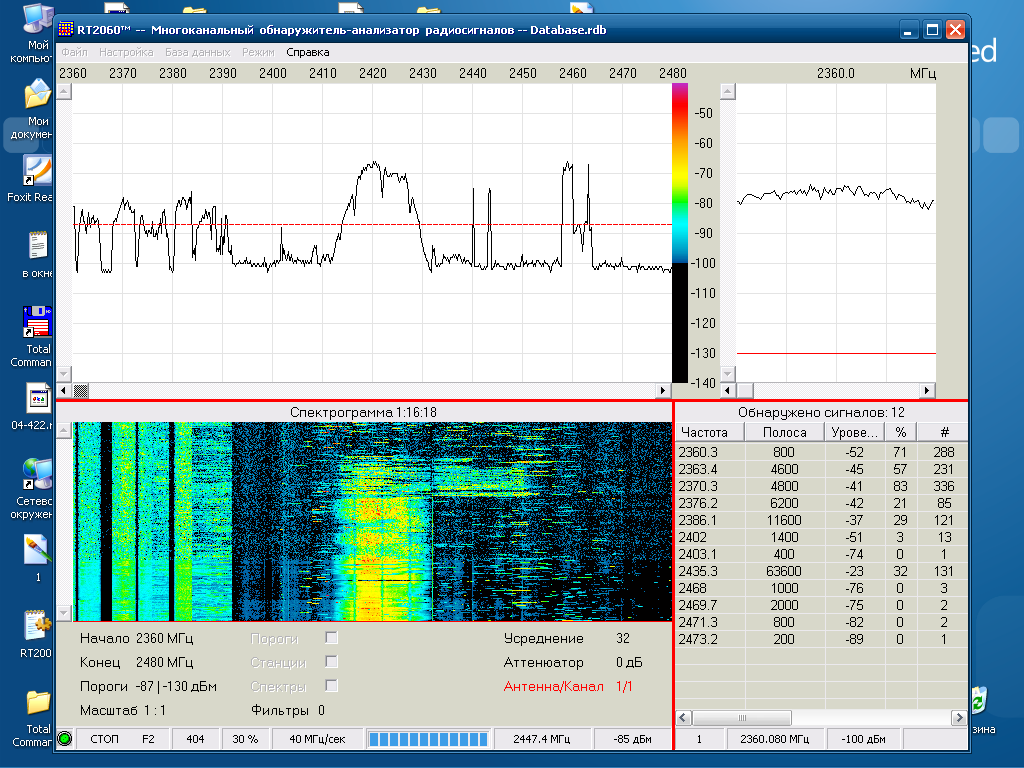 RT2060™ -- Многоканальный обнаружитель-анализатор радиосигналов -- Database.rdb
Файл Настройка База данных Режим Справка
2360 2370 2380 2390 2400 2410 2420 2430 2440 2450 2460 2470 2480
2360.0 МГц
-50
-60
-70
-80
-90
-100
-110
-120
-130
-140
Спектрограмма 1:16:18
Обнаружено сигналов: 12
Частота Полоса Урове... % #
2360.3 800 -52 71 288
2363.4 4600 -45 57 231
2370.3 4800 -41 83 336
2376.2 6200 -42 21 85
2386.1 11600 -37 29 121
2402 1400 -51 3 13
2403.1 400 -74 0 1
2435.3 63600 -23 32 131
2468 1000 -76 0 3
2469.7 2000 -75 0 2
2471.3 800 -82 0 2
2473.2 200 -89 0 1
Начало 2360 МГц
Конец 2480 МГц
Пороги -87|-130 дБм
Масштаб 1 : 1
Пороги
Станции
Спектры
Фильтры 0
Усреднение 32
Аттенюатор 0 дБ
Антенна/Канал 1/1
СТОП F2 404 30 % 40 МГц/сек 2447.4 МГц -85 дБм
1 2360.080 МГц -100 дБм
Мой
компью
Мои
докумен
Foxit Rea
в окне
Total
Comman
04-422.r
Сетевс
окружен
1
RT200
Total
Commar
ed
зина